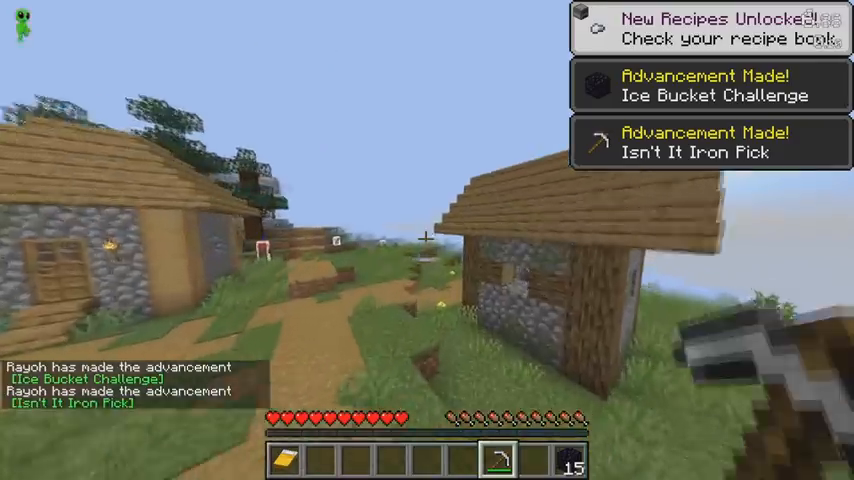 New Recipes Unlocked!
Check your recipe book
Advancement Made!
Ice Bucket Challenge
Advancement Made!
Isn't It Iron Pick
Rayoh has made the advancement
[Ice Bucket Challenge]
Rayoh has made the advancement
[Isn't It Iron Pick]
15